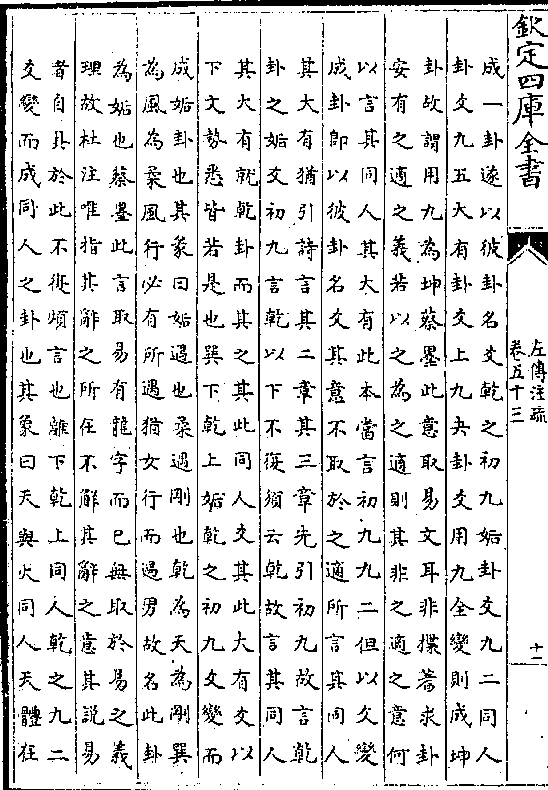 欽定四庫全書
左傳注疏
卷五十三
十二
成一卦遂以彼卦名爻乾之初九姤卦爻九二同人
卦爻九五大有卦爻上九夬卦爻用九全變則成坤
卦故謂用九為坤蔡墨此意取易文耳非揲蓍求卦
安有之適之義若以之為之適則其非之適之意何
以言其同人其大有此本當言初九九二但以爻變
成卦即以彼卦名爻其意不取於之適所言其同人
其大有猶引詩言其二章其三章先引初九故言乾
卦之姤爻初九言乾以下不復須云乾故言其同人
其大有就乾卦而其之其此同人爻其此大有爻以
下文勢悉皆若是也巽下乾上姤乾之初九爻變而
成姤卦也其彖曰姤遇也柔遇剛也乾為天為剛巽
為風為柔風行必有所遇猶女行而遇男故名此卦
為姤也蔡墨此言取易有龍字而已無取於易之義
理故杜注唯指其辭之所在不解其辭之意其說易
者自具於此不復煩言也離下乾上同人乾之九二
爻變而成同人之卦也其象曰天與火同人天體在